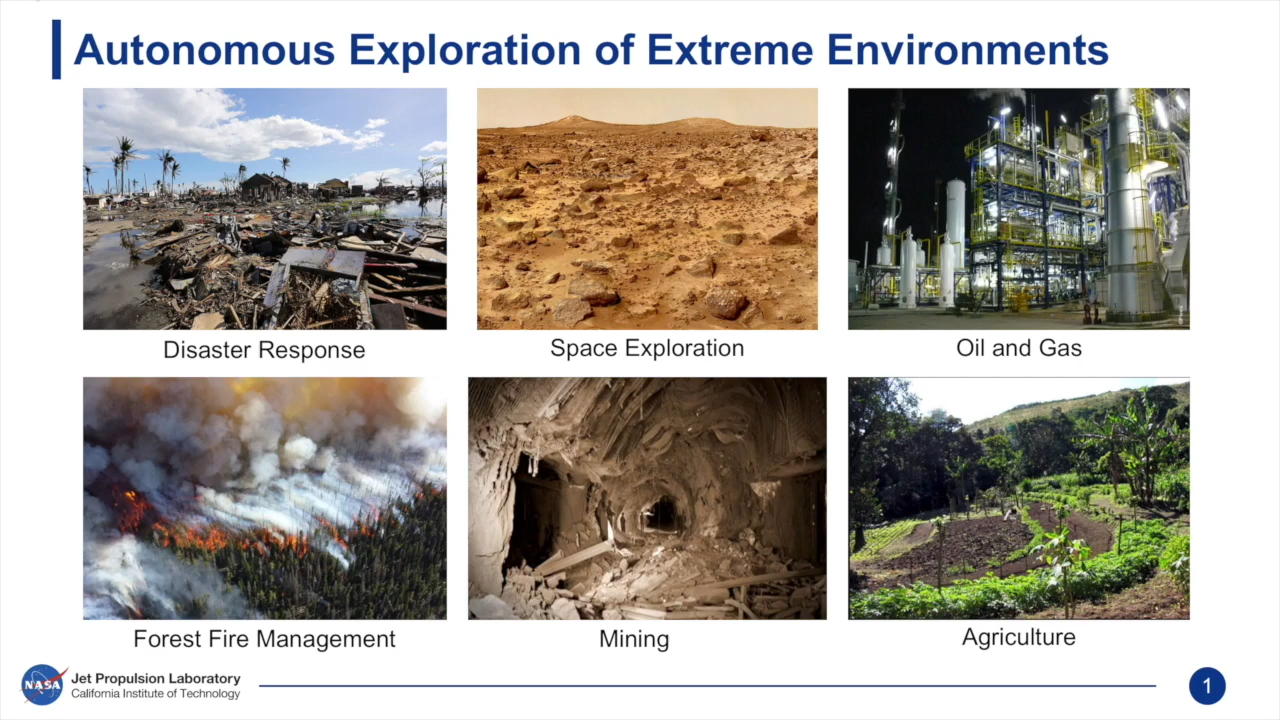 Autonomous Exploration of Extreme Environments
Disaster Response
Space Exploration
Oil and Gas
Forest Fire Management
Mining
Agriculture
NASA
Jet Propulsion Laboratory
California Institute of Technology
1